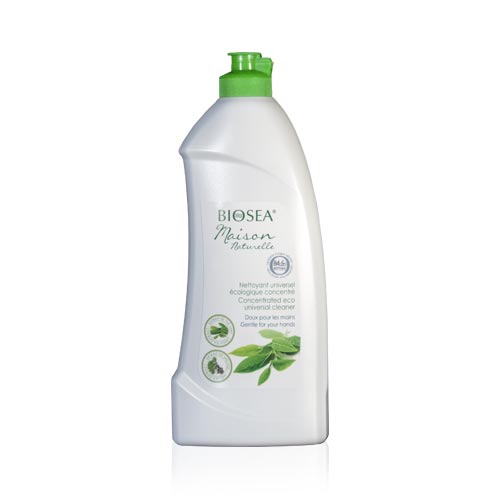 BIOSEA®
Maison
Naturelle
Nettoyant universel
écologique concentré
Concentrated eco
universal cleaner
Doux pour les mains
Gentle for your hands